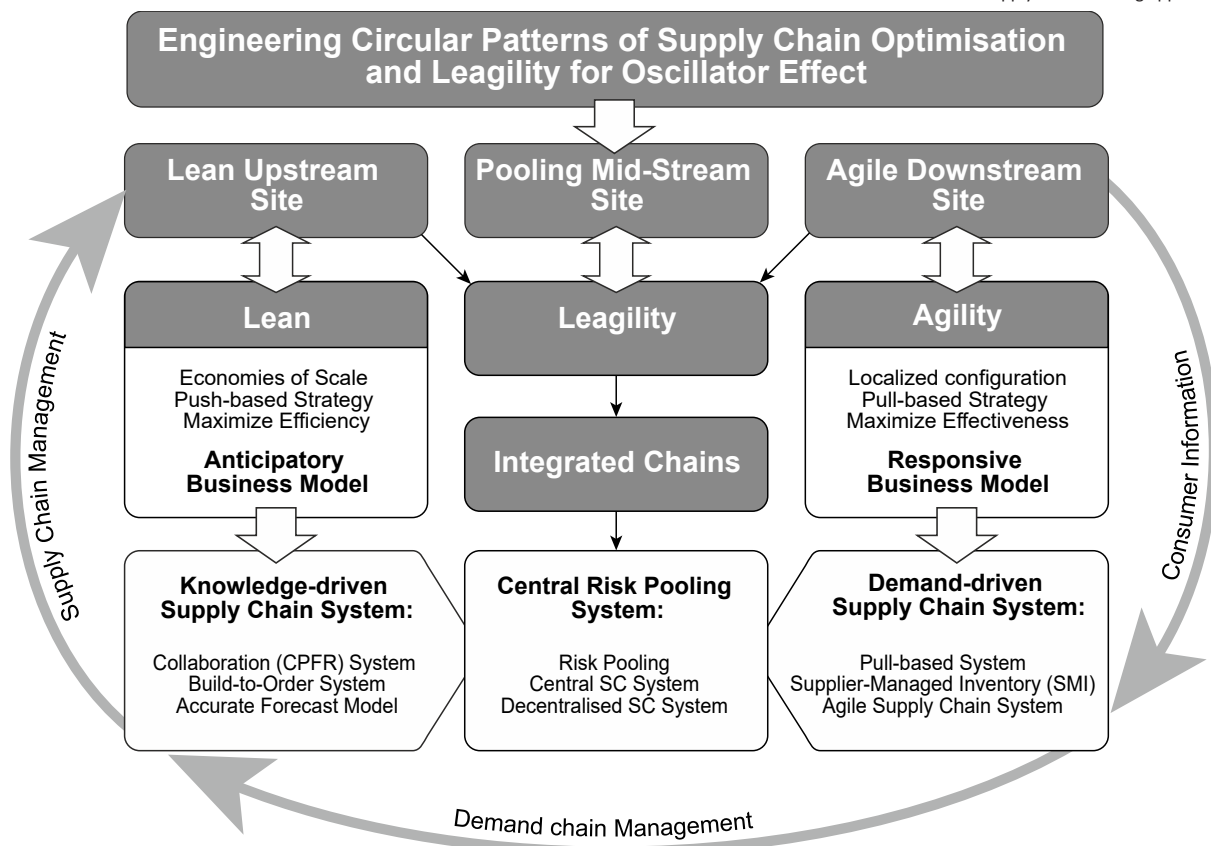 Engineering Circular Patterns of Supply Chain Optimisation
and Leagility for Oscillator Effect
Lean Upstream
Site
Pooling Mid-Stream
Site
Agile Downstream
Site
Lean
Economies of Scale
Push-based Strategy
Maximize Efficiency
Anticipatory
Business Model
Leagility
Integrated Chains
Agility
Localized configuration
Pull-based Strategy
Maximize Effectiveness
Responsive
Business Model
Knowledge-driven
Supply Chain System:
Collaboration (CPFR) System
Build-to-Order System
Accurate Forecast Model
Central Risk Pooling
System:
Risk Pooling
Central SC System
Decentralised SC System
Demand-driven
Supply Chain System:
Pull-based System
Supplier-Managed Inventory (SMI)
Agile Supply Chain System
Supply Chain Management
Consumer Information
Demand chain Management